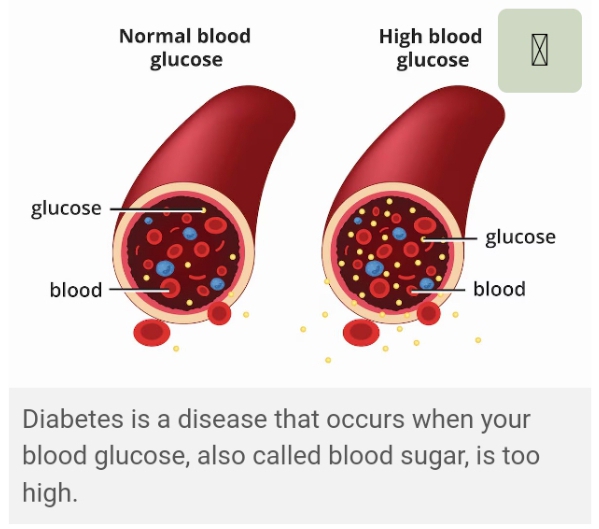 Normal blood
glucose
High blood
glucose
glucose
blood
glucose
blood
Diabetes is a disease that occurs when your
blood glucose, also called blood sugar, is too
high.